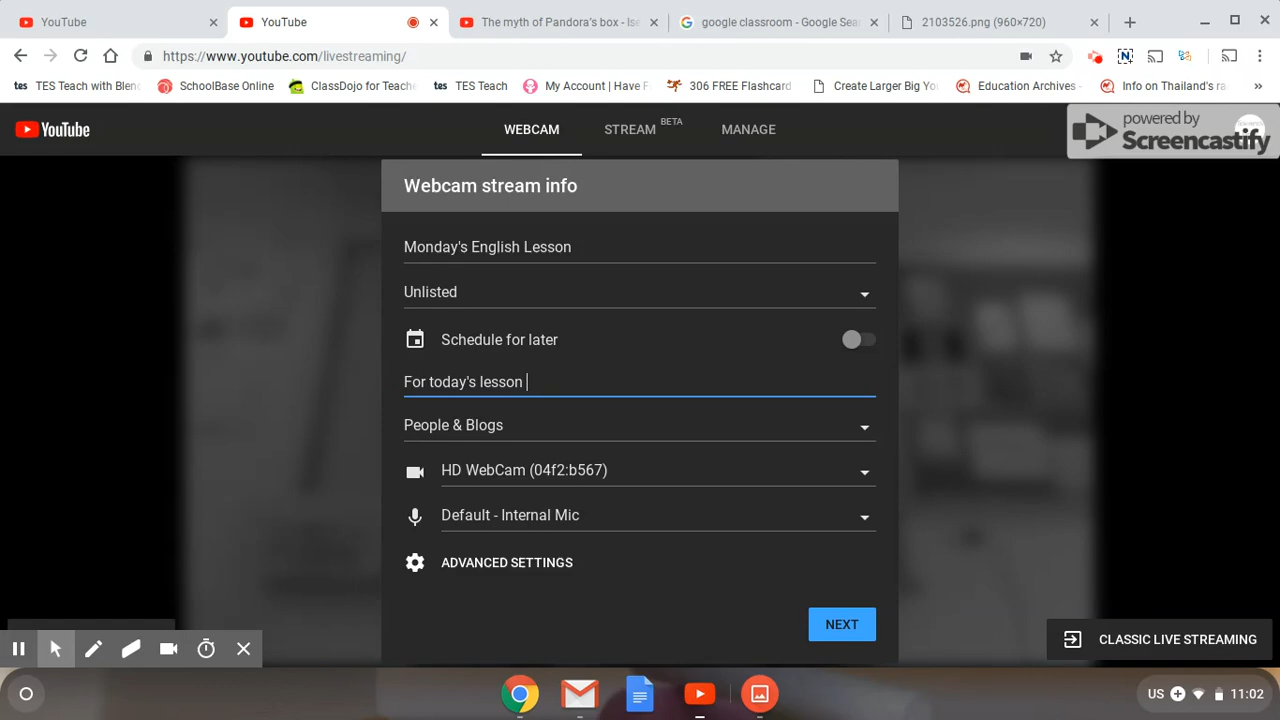 YouTube
YouTube
The myth of Pandora's box - Ise
google classroom - Google Sea
2103526.png (960×720)
https://www.youtube.com/livestreaming/
tes TES Teach with Blen
SchoolBase Online
ClassDojo for Teache
tes TES Teach
My Account | Have F
306 FREE Flashcard
Create Larger Big Yo
Education Archives -
Info on Thailand's ra
»
YouTube
WEBCAM
STREAM BETA
MANAGE
powered by
Screencastify
Webcam stream info
Monday's English Lesson
Unlisted
Schedule for later
For today's lesson
People & Blogs
HD WebCam (04f2:b567)
Default - Internal Mic
ADVANCED SETTINGS
NEXT
CLASSIC LIVE STREAMING
US
11:02